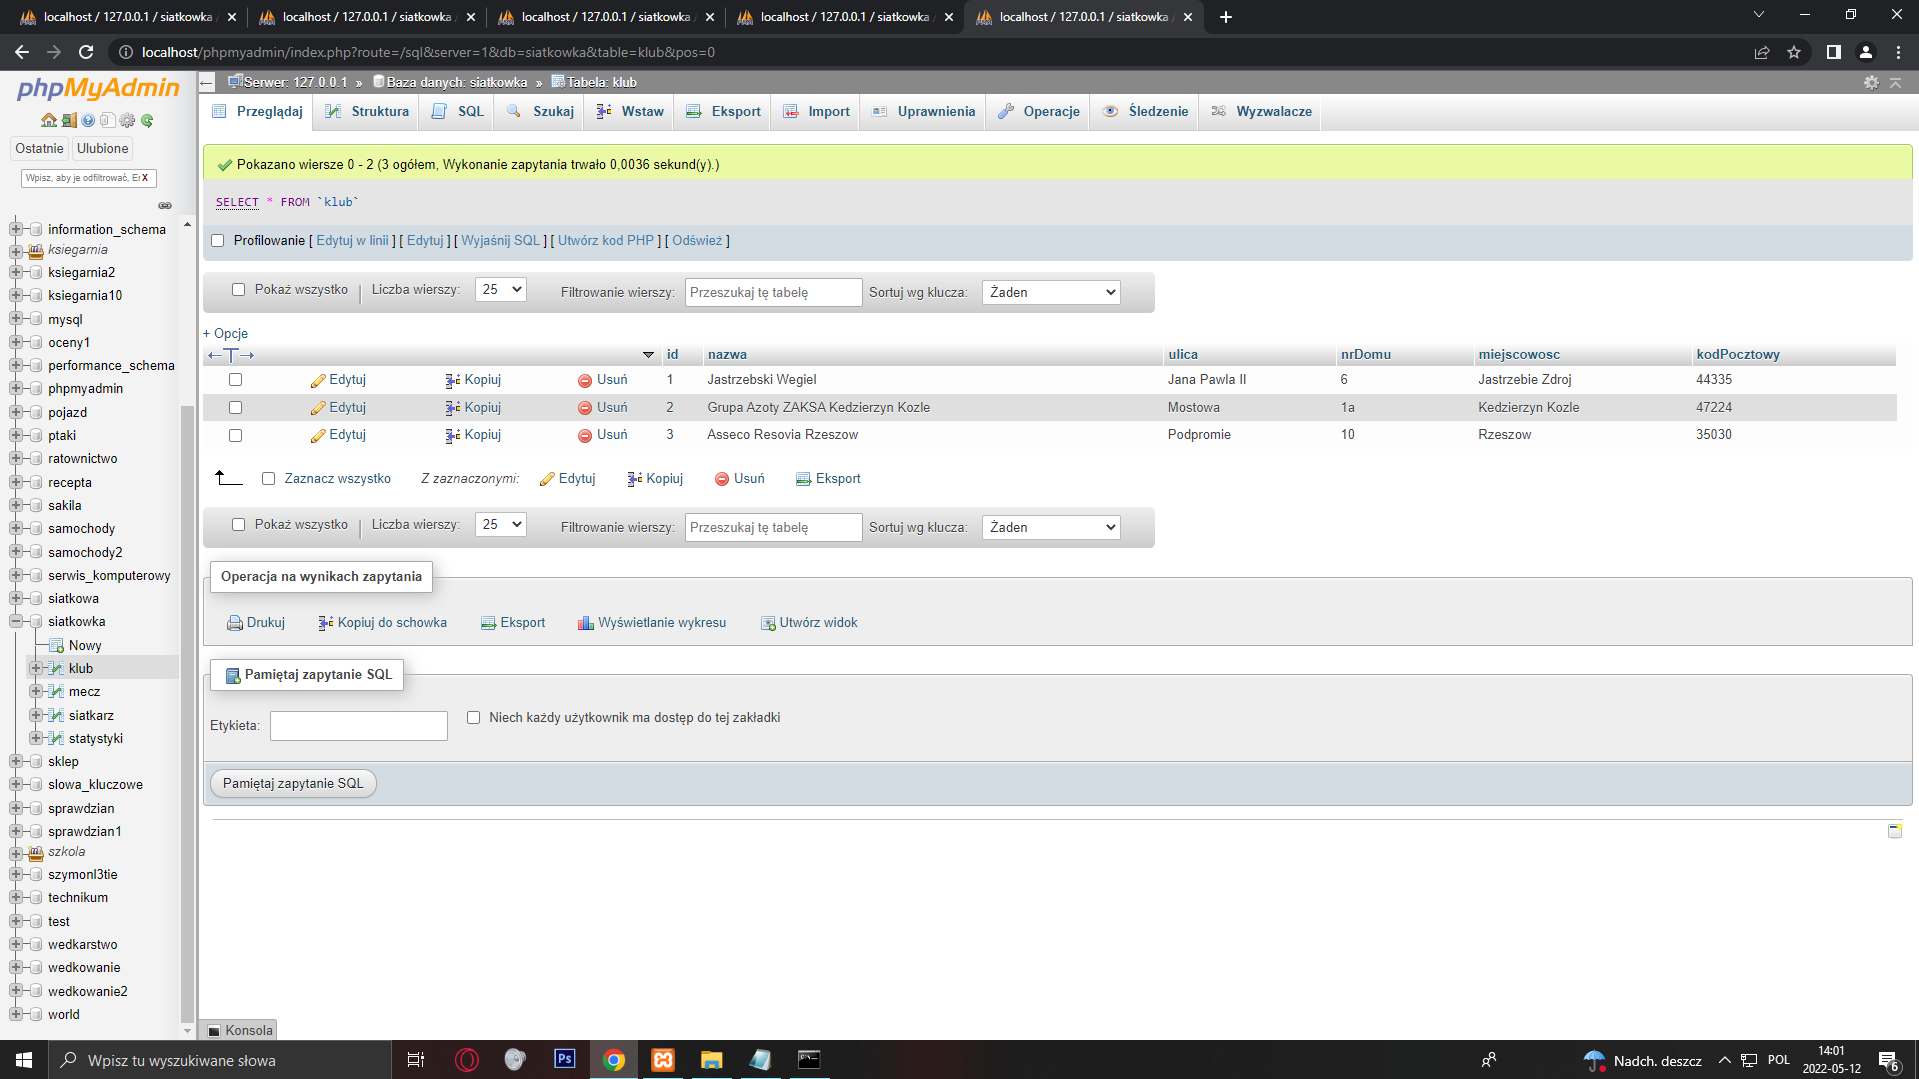 localhost / 127.0.0.1 / siatkowka
localhost / 127.0.0.1 / siatkowka
localhost / 127.0.0.1 / siatkowka
localhost / 127.0.0.1 / siatkowka
localhost / 127.0.0.1 / siatkowka
localhost/phpmyadmin/index.php?route=/sql&server=1&db=siatkowka&table=klub&pos=0
phpMyAdmin
Ostatnie Ulubione
Wpisz, aby je odfiltrować, E X
information_schema
ksiegarnia
ksiegarnia2
ksiegarnia10
mysql
oceny1
performance_schema
phpmyadmin
pojazd
ptaki
ratownictwo
recepta
sakila
samochody
samochody2
serwis_komputerowy
siatkowa
siatkowka
Nowy
klub
mecz
siatkarz
statystyki
sklep
slowa_kluczowe
sprawdzian
sprawdzian1
szkola
szymonl3tie
technikum
test
wedkarstwo
wedkowanie
wedkowanie2
world
Serwer: 127.0.0.1 » Baza danych: siatkowka » Tabela: klub
Przeglądaj Struktura SQL Szukaj Wstaw Eksport Import Uprawnienia Operacje Śledzenie Wyzwalacze
Pokazano wiersze 0 - 2 (3 ogółem, Wykonanie zapytania trwało 0,0036 sekund(y).)
SELECT * FROM `klub`
Profilowanie [ Edytuj w linii ] [ Edytuj ] [ Wyjaśnij SQL ] [ Utwórz kod PHP ] [ Odśwież ]
Pokaż wszystko | Liczba wierszy: 25 Filtrowanie wierszy: Przeszukaj tę tabelę Sortuj wg klucza: Żaden
+ Opcje
←T→ id nazwa ulica nrDomu miejscowosc kodPocztowy
Edytuj Kopiuj Usuń 1 Jastrzebski Wegiel Jana Pawla II 6 Jastrzebie Zdroj 44335
Edytuj Kopiuj Usuń 2 Grupa Azoty ZAKSA Kedzierzyn Kozle Mostowa 1a Kedzierzyn Kozle 47224
Edytuj Kopiuj Usuń 3 Asseco Resovia Rzeszow Podpromie 10 Rzeszow 35030
Zaznacz wszystko Z zaznaczonymi: Edytuj Kopiuj Usuń Eksport
Pokaż wszystko | Liczba wierszy: 25 Filtrowanie wierszy: Przeszukaj tę tabelę Sortuj wg klucza: Żaden
Operacja na wynikach zapytania
Drukuj Kopiuj do schowka Eksport Wyświetlanie wykresu Utwórz widok
Pamiętaj zapytanie SQL
Etykieta: Niech każdy użytkownik ma dostęp do tej zakładki
Pamiętaj zapytanie SQL
Konsola
Wpisz tu wyszukiwane słowa Ps Nadch. deszcz POL 14:01
2022-05-12 6